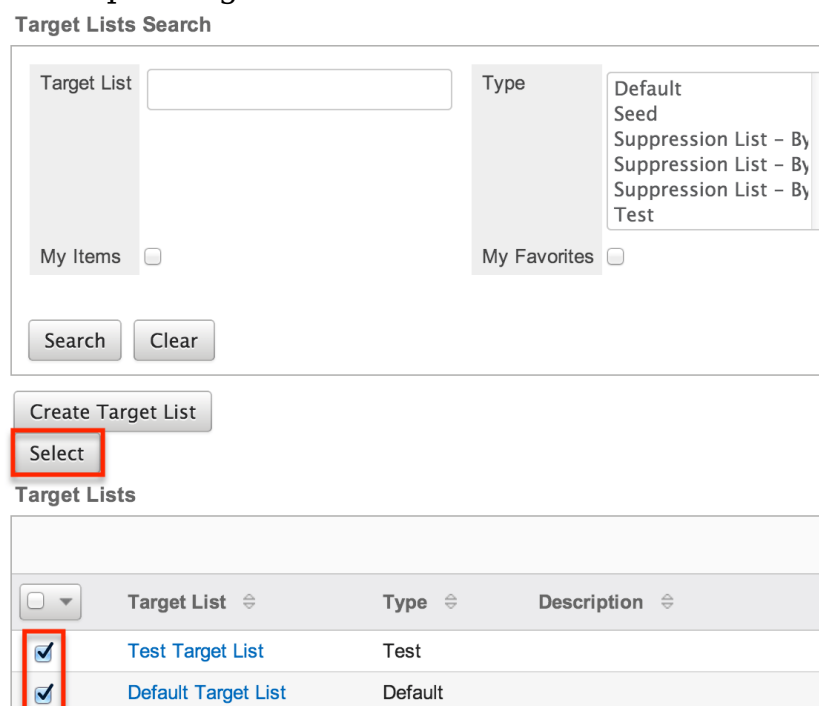 Target Lists Search
Target List
Type
Default
Seed
Suppression List – By
Suppression List – By
Suppression List – By
Test
My Items
My Favorites
Search Clear
Create Target List
Select
Target Lists
Target List Type Description
Test Target List Test
Default Target List Default